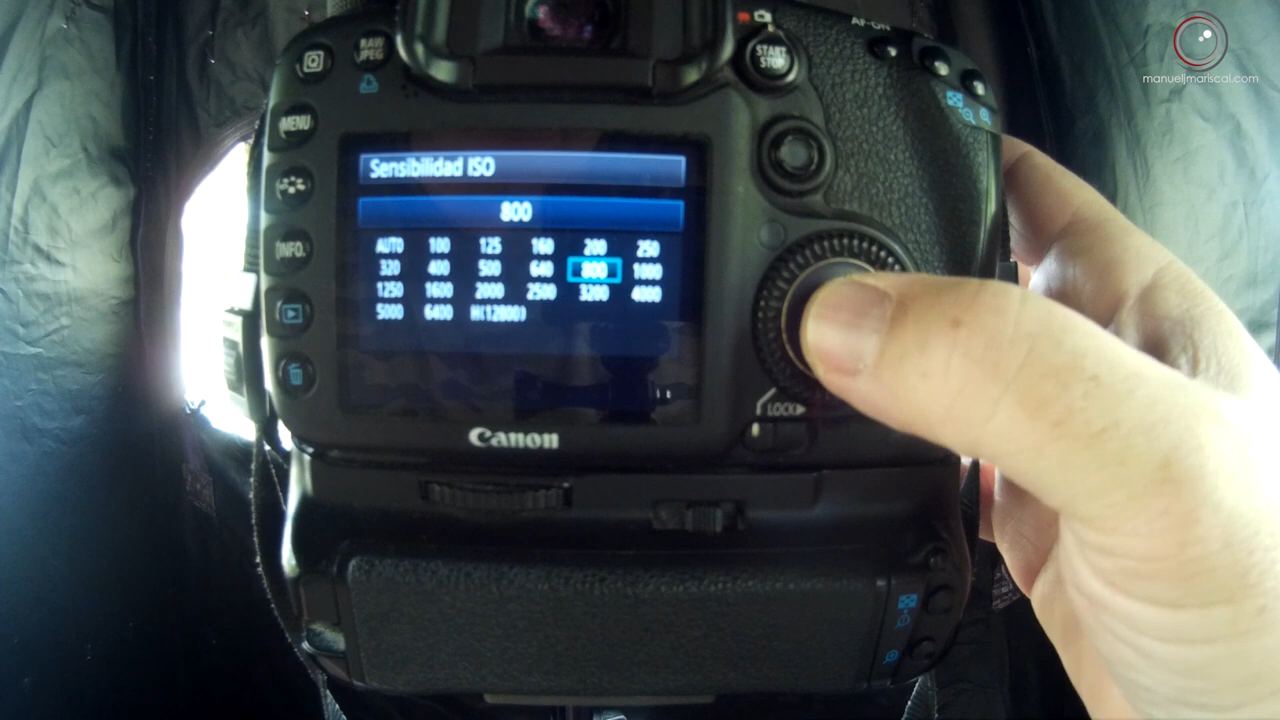 manueljmariscal.com
AF-ON
RAW
JPEG
START
STOP
MENU
Sensibilidad ISO
800
AUTO 100 125 160 200 250
320 400 500 640 800 1000
1250 1600 2000 2500 3200 4000
5000 6400 H(12800)
INFO.
LOCK
Canon